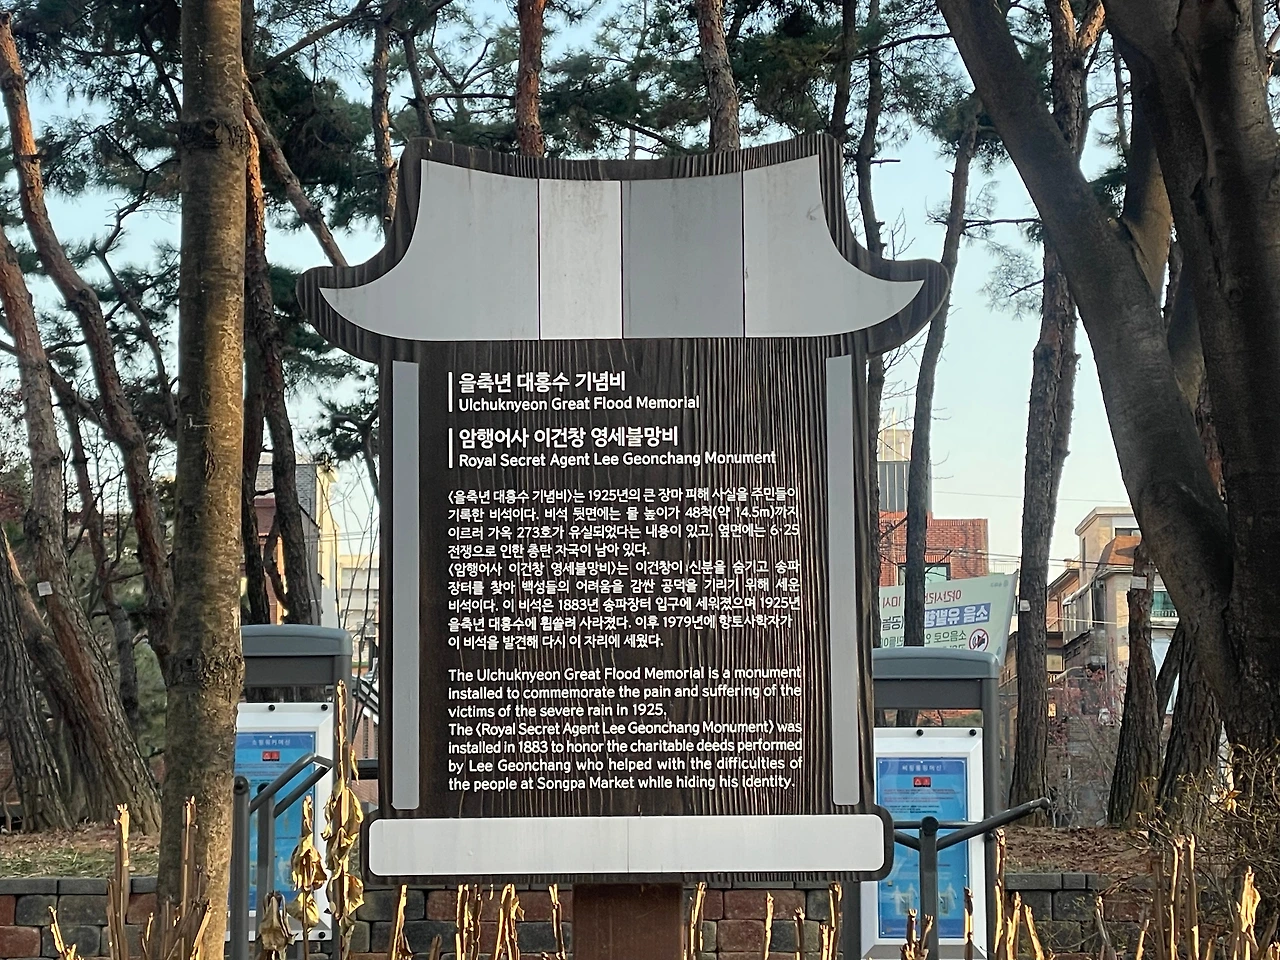 을축년 대홍수 기념비
Ulchuknyeon Great Flood Memorial
암행어사 이건창 영세불망비
Royal Secret Agent Lee Geonchang Monument
〈을축년 대홍수 기념비〉는 1925년의 큰 장마 피해 사실을 주민들이
기록한 비석이다. 비석 뒷면에는 물 높이가 48척(약 14.5m)까지
이르러 가옥 273호가 유실되었다는 내용이 있고, 옆면에는 6·25
전쟁으로 인한 총탄 자국이 남아 있다.
〈암행어사 이건창 영세불망비〉는 이건창이 신분을 숨기고 송파
장터를 찾아 백성들의 어려움을 감싼 공덕을 기리기 위해 세운
비석이다. 이 비석은 1883년 송파장터 입구에 세워졌으며 1925년
을축년 대홍수에 휩쓸려 사라졌다. 이후 1979년에 향토사학자가
이 비석을 발견해 다시 이 자리에 세웠다.
The Ulchuknyeon Great Flood Memorial is a monument
installed to commemorate the pain and suffering of the
victims of the severe rain in 1925.
The 〈Royal Secret Agent Lee Geonchang Monument〉 was
installed in 1883 to honor the charitable deeds performed
by Lee Geonchang who helped with the difficulties of
the people at Songpa Market while hiding his identity.
소음 유발행
소음으로 인